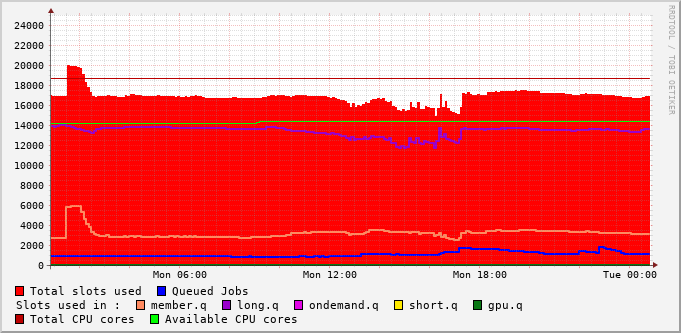 RRDTOOL / TOBI OETIKER
24000
22000
20000
18000
16000
14000
12000
10000
8000
6000
4000
2000
0
Mon 06:00 Mon 12:00 Mon 18:00 Tue 00:00
Total slots used Queued Jobs
Slots used in : member.q long.q ondemand.q short.q gpu.q
Total CPU cores Available CPU cores